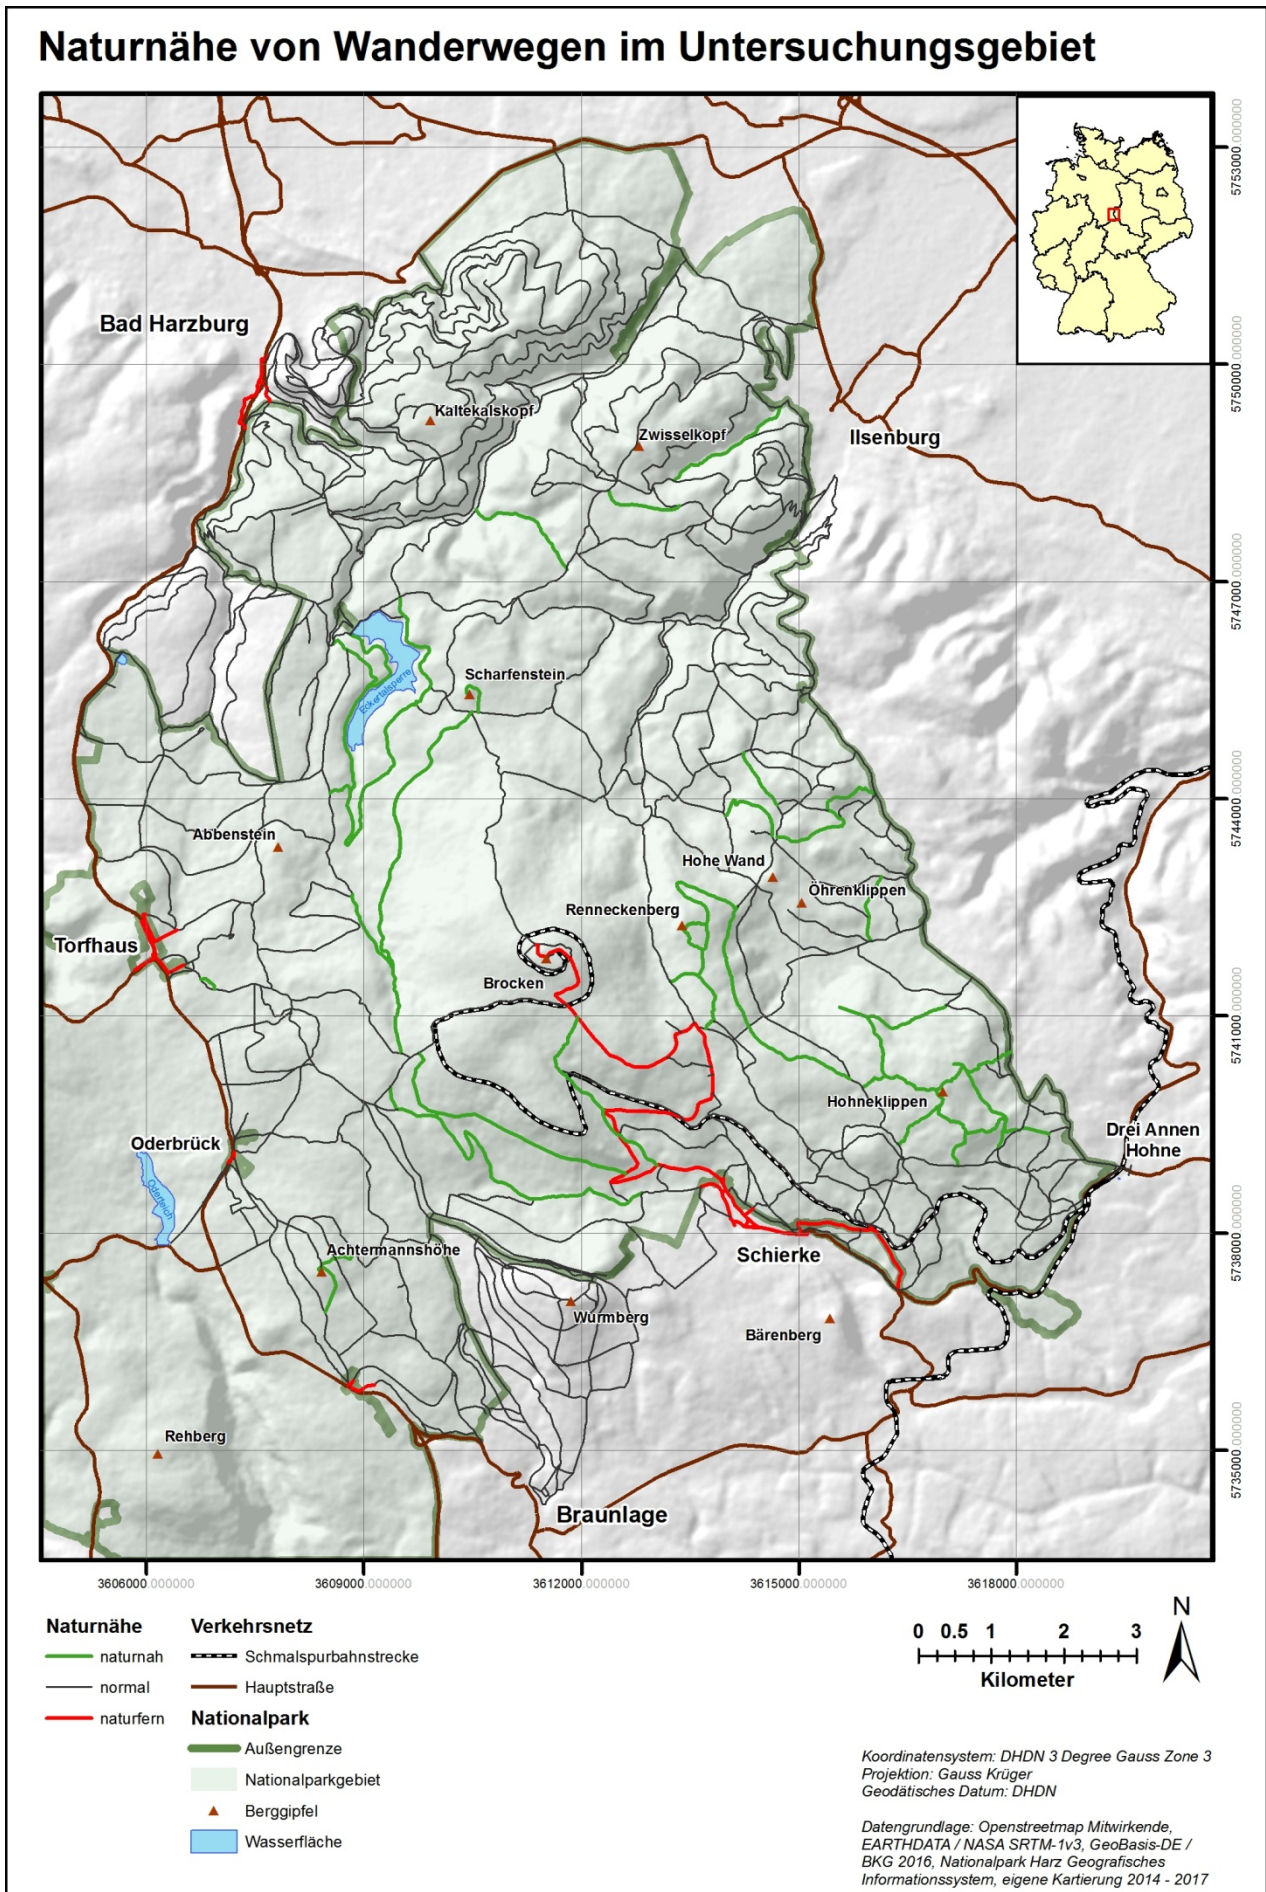 Naturnähe von Wanderwegen im Untersuchungsgebiet
5753000.000000
Bad Harzburg
5750000.000000
Kaltekalskopf
Zwisselkopf
Ilsenburg
5747000.000000
Eckertalsperre
Scharfenstein
5744000.000000
Abbenstein
Hohe Wand
Öhrenklippen
Renneckenberg
Torfhaus
Brocken
5741000.000000
Hohneklippen
Oderbrück
Drei Annen
Hohne
Oderteich
5738000.000000
Achtermannshöhe
Schierke
Wurmberg
Bärenberg
Rehberg
5735000.000000
Braunlage
3606000.000000
3609000.000000
3612000.000000
3615000.000000
3618000.000000
Naturnähe
naturnah
normal
naturfern
Verkehrsnetz
Schmalspurbahnstrecke
Hauptstraße
Nationalpark
Außengrenze
Nationalparkgebiet
Berggipfel
Wasserfläche
0 0.5 1 2 3
Kilometer
N
Koordinatensystem: DHDN 3 Degree Gauss Zone 3
Projektion: Gauss Krüger
Geodätisches Datum: DHDN
Datengrundlage: Openstreetmap Mitwirkende,
EARTHDATA / NASA SRTM-1v3, GeoBasis-DE /
BKG 2016, Nationalpark Harz Geografisches
Informationssystem, eigene Kartierung 2014 - 2017